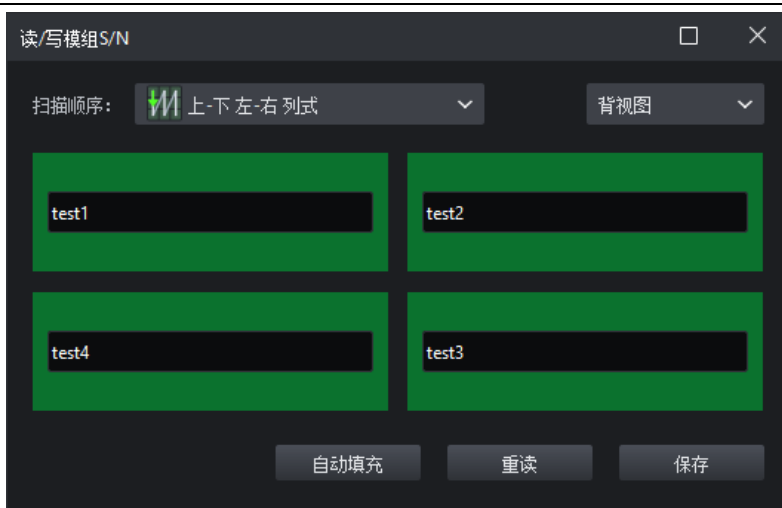 读/写模组S/N
扫描顺序： 上-下 左-右 列式 背视图
test1 test2
test4 test3
自动填充 重读 保存